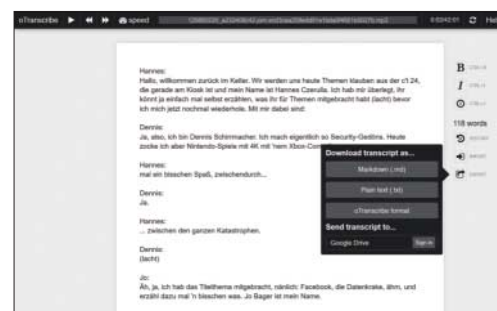 oTranscribe speed
Hannes:
Hallo, willkommen zurück im Keller. Wir werden uns heute Themen klauben aus der c't 24,
die gerade am Kiosk ist und mein Name ist Hannes Czerulla. Ich hab mir überlegt, ihr
könnt ja einfach mal selbst erzählen, was ihr für Themen mitgebracht habt (lacht) bevor
ich mich jetzt nochmal wiederhole. Mit mir dabei sind:
Dennis:
Ja, also, ich bin Dennis Schirrmacher. Ich mach eigentlich so Security-Gedöns. Heute
zocke ich aber Nintendo-Spiele mit 4K mit 'nem
Hannes:
mal ein bisschen Spaß, zwischendurch...
Dennis:
Ja.
Hannes:
... zwischen den ganzen Katastrophen.
Dennis:
(lacht)
Jo:
Äh, ja, ich hab das Titelthema mitgebracht, nämlich: Facebook, die Datenkrake, ähm, und
erzähl dazu mal 'n bisschen was. Jo Bager ist mein Name.
B
I
118 words
Download transcript as...
Markdown (.md)
Plain text (.txt)
oTranscribe format
Send transcript to...
Google Drive Sign in